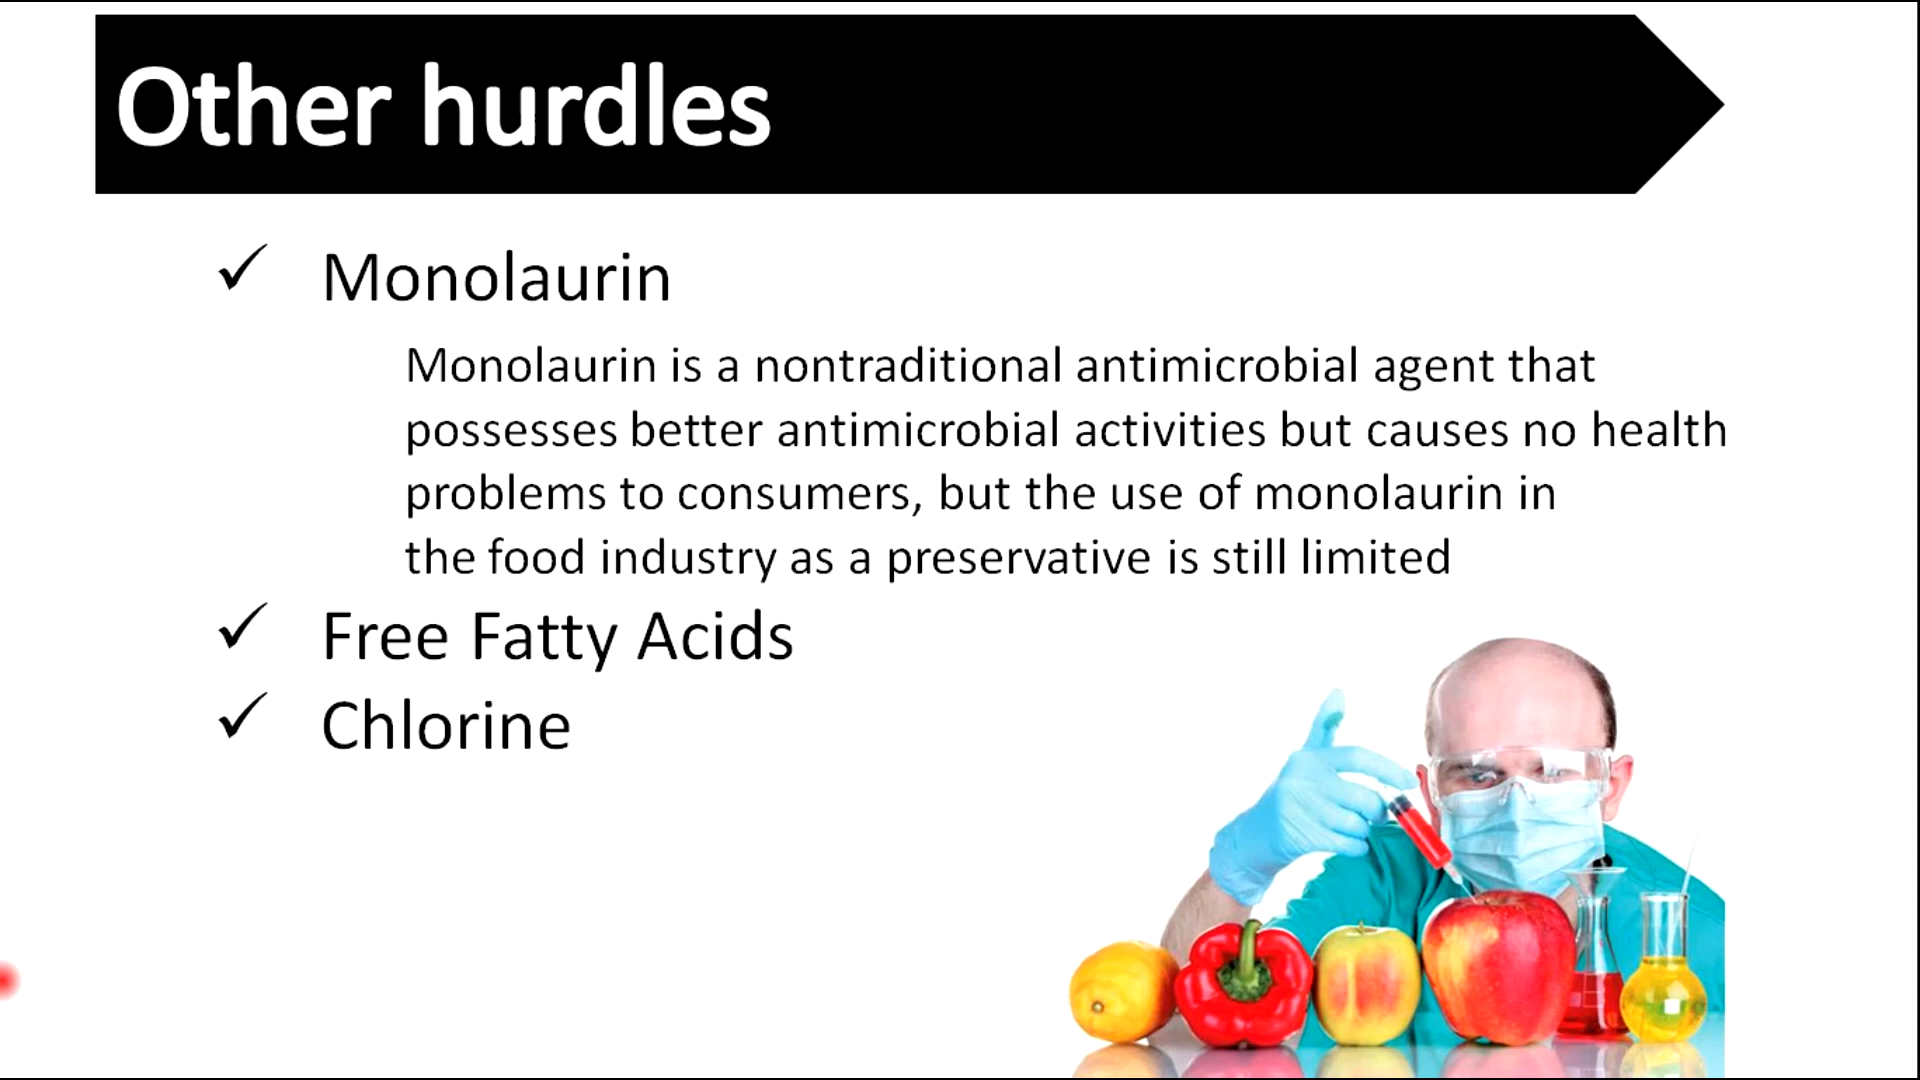 Other hurdles
✓ Monolaurin
Monolaurin is a nontraditional antimicrobial agent that
possesses better antimicrobial activities but causes no health
problems to consumers, but the use of monolaurin in
the food industry as a preservative is still limited
✓ Free Fatty Acids
✓ Chlorine